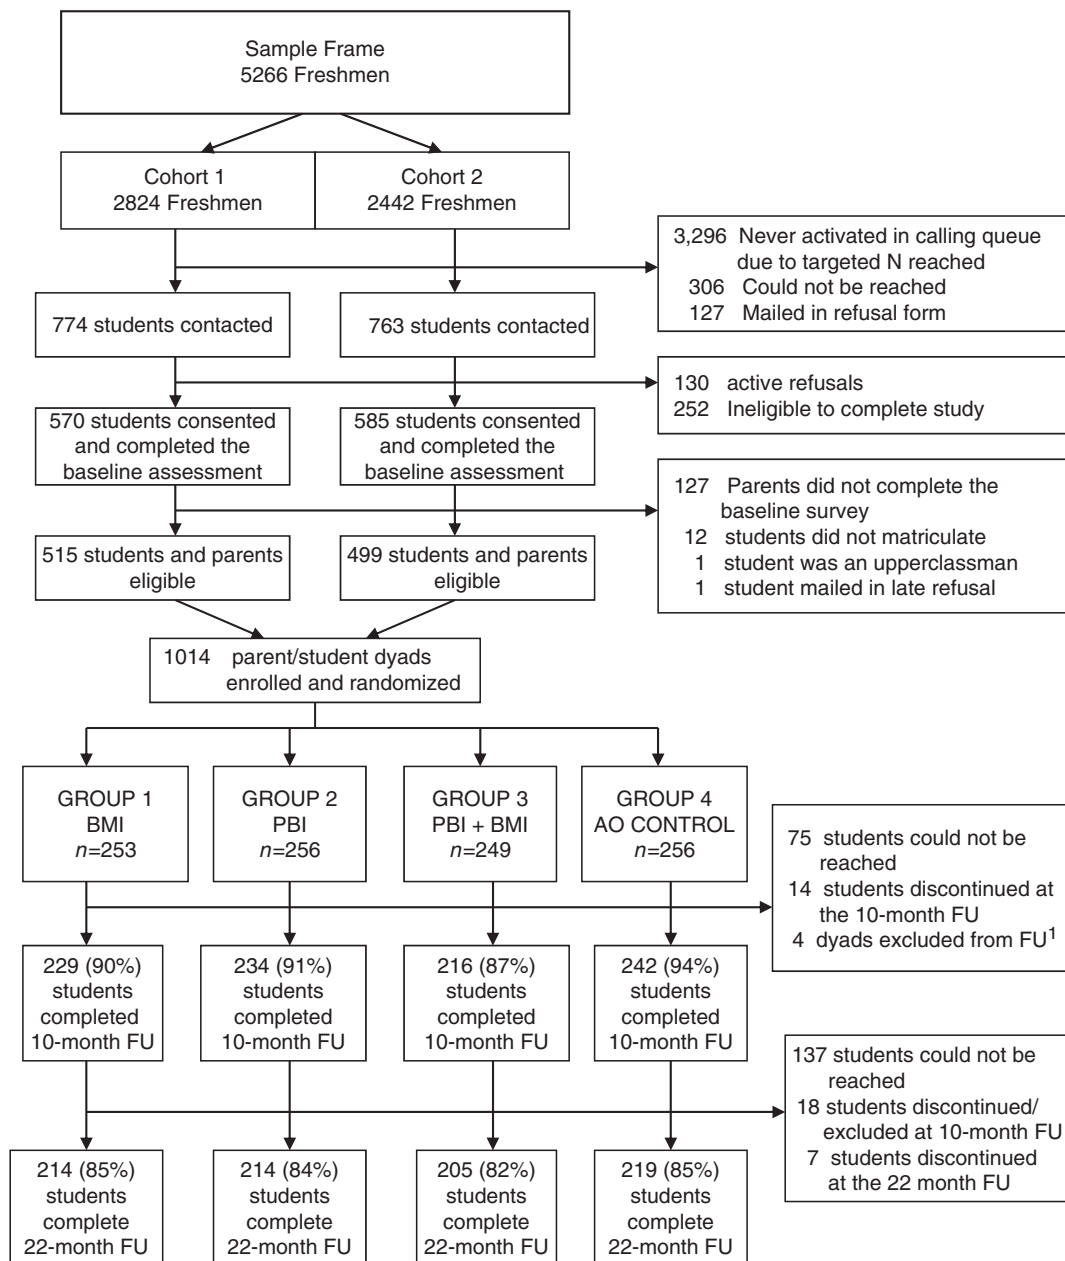 Sample Frame
5266 Freshmen
Cohort 1
2824 Freshmen
Cohort 2
2442 Freshmen
3,296 Never activated in calling queue
due to targeted N reached
306 Could not be reached
127 Mailed in refusal form
774 students contacted
763 students contacted
130 active refusals
252 Ineligible to complete study
570 students consented
and completed the
baseline assessment
585 students consented
and completed the
baseline assessment
127 Parents did not complete the
baseline survey
12 students did not matriculate
1 student was an upperclassman
1 student mailed in late refusal
515 students and parents
eligible
499 students and parents
eligible
1014 parent/student dyads
enrolled and randomized
GROUP 1
BMI
n=253
GROUP 2
PBI
n=256
GROUP 3
PBI + BMI
n=249
GROUP 4
AO CONTROL
n=256
75 students could not be
reached
14 students discontinued at
the 10-month FU
4 dyads excluded from FU1
229 (90%)
students
completed
10-month FU
234 (91%)
students
completed
10-month FU
216 (87%)
students
completed
10-month FU
242 (94%)
students
completed
10-month FU
137 students could not be
reached
18 students discontinued/
excluded at 10-month FU
7 students discontinued
at the 22 month FU
214 (85%)
students
complete
22-month FU
214 (84%)
students
complete
22-month FU
205 (82%)
students
complete
22-month FU
219 (85%)
students
complete
22-month FU